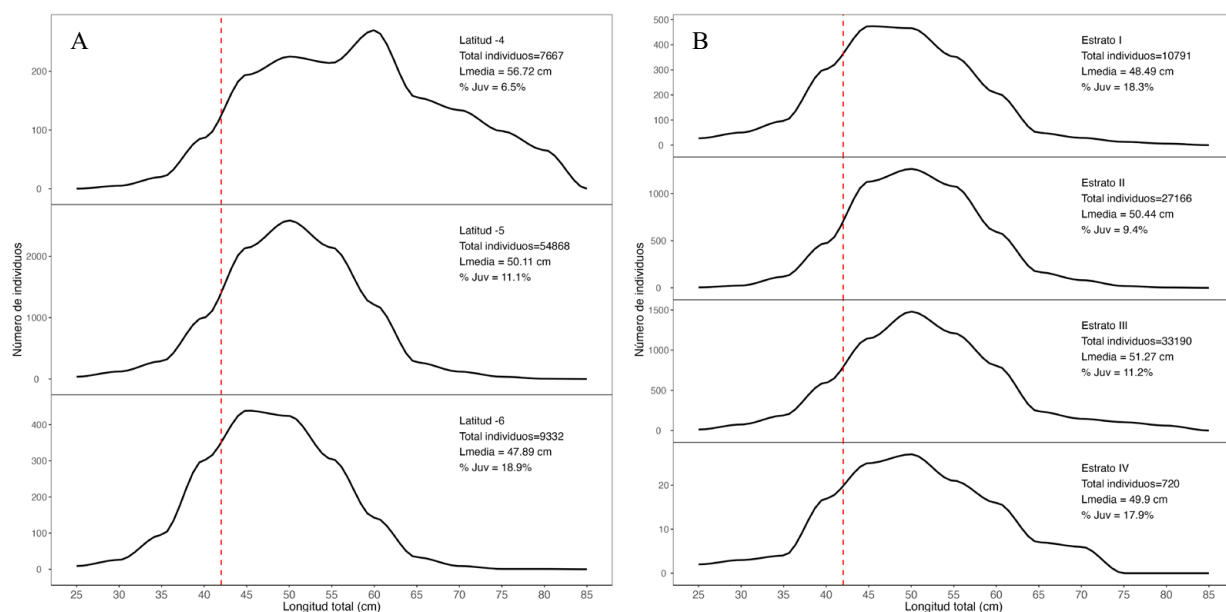 A
Latitud -4
Total individuos=7667
Lmedia = 56.72 cm
% Juv = 6.5%
200
100
0
Latitud -5
Total individuos=54868
Lmedia = 50.11 cm
% Juv = 11.1%
2000
1000
0
Latitud -6
Total individuos=9332
Lmedia = 47.89 cm
% Juv = 18.9%
400
300
200
100
0
Número de individuos
25 30 35 40 45 50 55 60 65 70 75 80 85
Longitud total (cm)
B
Estrato I
Total individuos=10791
Lmedia = 48.49 cm
% Juv = 18.3%
500
400
300
200
100
0
Estrato II
Total individuos=27166
Lmedia = 50.44 cm
% Juv = 9.4%
1000
500
0
Estrato III
Total individuos=33190
Lmedia = 51.27 cm
% Juv = 11.2%
1500
1000
500
0
Estrato IV
Total individuos=720
Lmedia = 49.9 cm
% Juv = 17.9%
20
10
0
Número de individuos
25 30 35 40 45 50 55 60 65 70 75 80 85
Longitud total (cm)